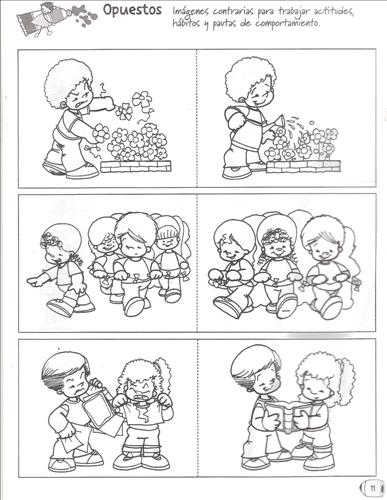 Opuestos
Imágenes contrarias para trabajar actitudes,
hábitos y pautas de comportamiento.
11